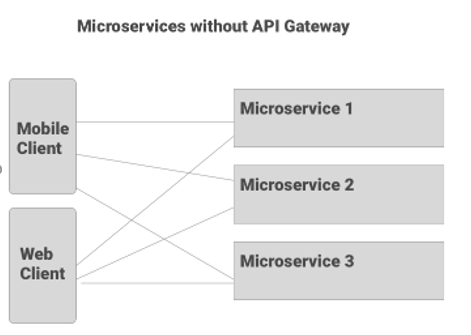 Microservices without API Gateway
Mobile
Client
Microservice 1
Microservice 2
Web
Client
Microservice 3